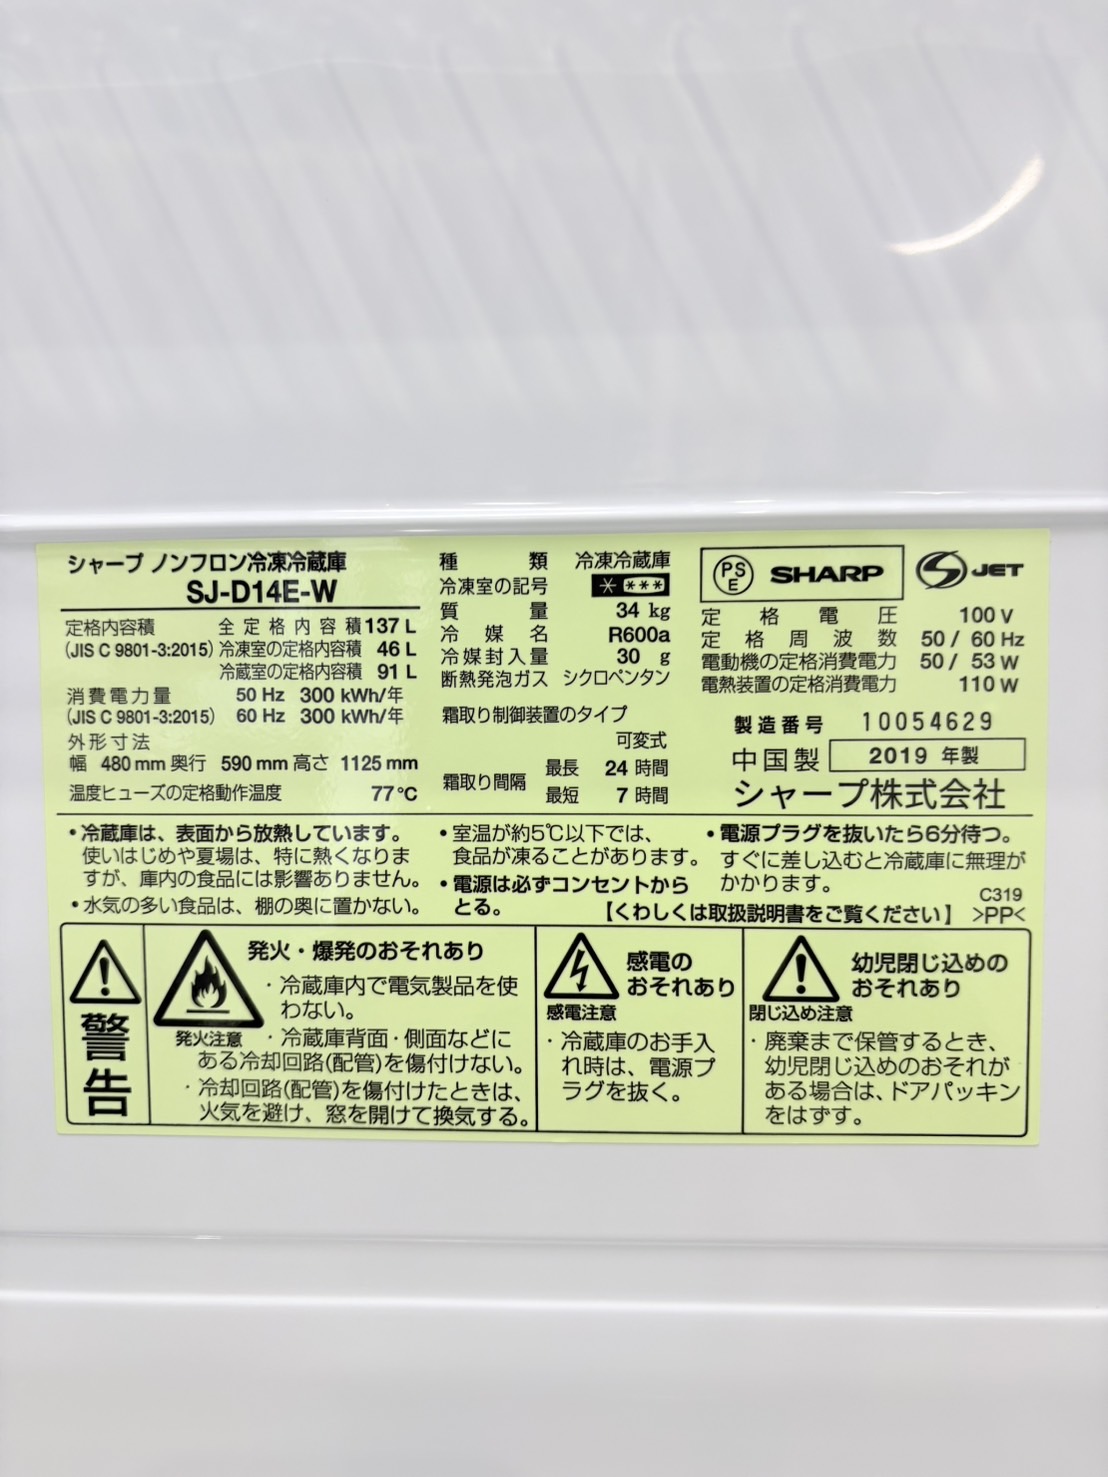 シャープ ノンフロン冷凍冷蔵庫
SJ-D14E-W
定格内容積 全定格内容積 137 L
(JIS C 9801-3:2015) 冷凍室の定格内容積 46 L
冷蔵室の定格内容積 91 L
消費電力量 50 Hz 300 kWh/年
(JIS C 9801-3:2015) 60 Hz 300 kWh/年
外形寸法
幅 480 mm 奥行 590 mm 高さ 1125 mm
温度ヒューズの定格動作温度 77℃
種類 冷凍冷蔵庫
冷凍室の記号 * ***
質量 34 kg
冷媒名 R600a
冷媒封入量 30 g
断熱発泡ガス シクロペンタン
霜取り制御装置のタイプ
可変式
霜取り間隔 最長 24 時間
最短 7 時間
PSE SHARP S JET
定格電圧 100 V
定格周波数 50 / 60 Hz
電動機の定格消費電力 50 / 53 W
電熱装置の定格消費電力 110 W
製造番号 10054629
中国製 2019 年製
シャープ株式会社
・冷蔵庫は、表面から放熱しています。
使いはじめや夏場は、特に熱くなりま
すが、庫内の食品には影響ありません。
・水気の多い食品は、棚の奥に置かない。
・室温が約5℃以下では、
食品が凍ることがあります。
・電源は必ずコンセントから
とる。
・電源プラグを抜いたら6分待つ。
すぐに差し込むと冷蔵庫に無理が
かかります。
C319
【くわしくは取扱説明書をご覧ください】 >PP<
警告
発火注意
発火・爆発のおそれあり
・冷蔵庫内で電気製品を使
わない。
・冷蔵庫背面・側面などに
ある冷却回路(配管)を傷付けない。
・冷却回路(配管)を傷付けたときは、
火気を避け、窓を開けて換気する。
感電の
おそれあり
感電注意
・冷蔵庫のお手入
れ時は、電源プ
ラグを抜く。
幼児閉じ込めの
おそれあり
閉じ込め注意
・廃棄まで保管するとき、
幼児閉じ込めのおそれが
ある場合は、ドアパッキン
をはずす。